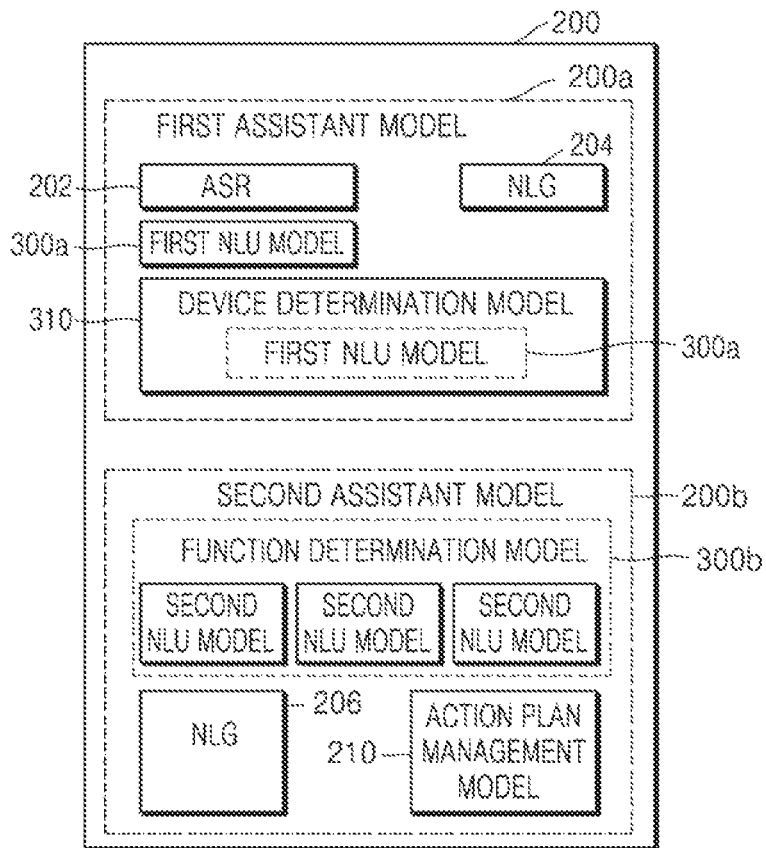 200
200a
FIRST ASSISTANT MODEL
204
202
ASR
NLG
300a
FIRST NLU MODEL
310
DEVICE DETERMINATION MODEL
FIRST NLU MODEL
300a
SECOND ASSISTANT MODEL
200b
FUNCTION DETERMINATION MODEL
300b
SECOND
NLU MODEL
SECOND
NLU MODEL
SECOND
NLU MODEL
NLG
206
210
ACTION PLAN
MANAGEMENT
MODEL